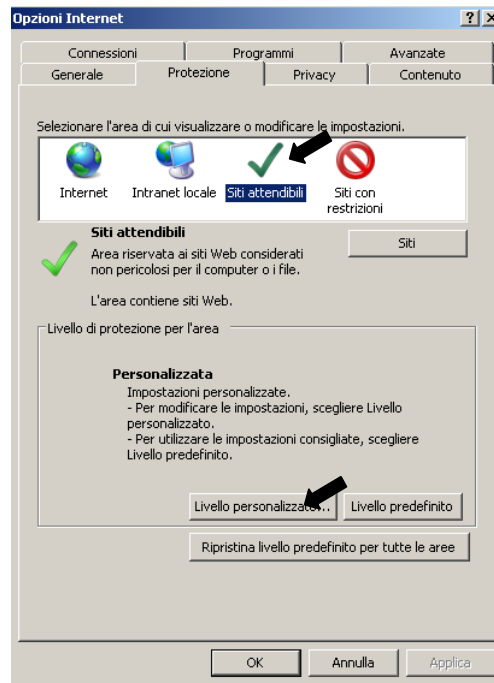 Opzioni Internet
Connessioni Programmi Avanzate
Generale Protezione Privacy Contenuto
Selezionare l'area di cui visualizzare o modificare le impostazioni.
Internet Intranet locale Siti attendibili Siti con
restrizioni
Siti attendibili
Siti
Area riservata ai siti Web considerati
non pericolosi per il computer o i file.
L'area contiene siti Web.
Livello di protezione per l'area
Personalizzata
Impostazioni personalizzate.
- Per modificare le impostazioni, scegliere Livello
personalizzato.
- Per utilizzare le impostazioni consigliate, scegliere
Livello predefinito.
Livello personalizzato... Livello predefinito
Ripristina livello predefinito per tutte le aree
OK Annulla Applica